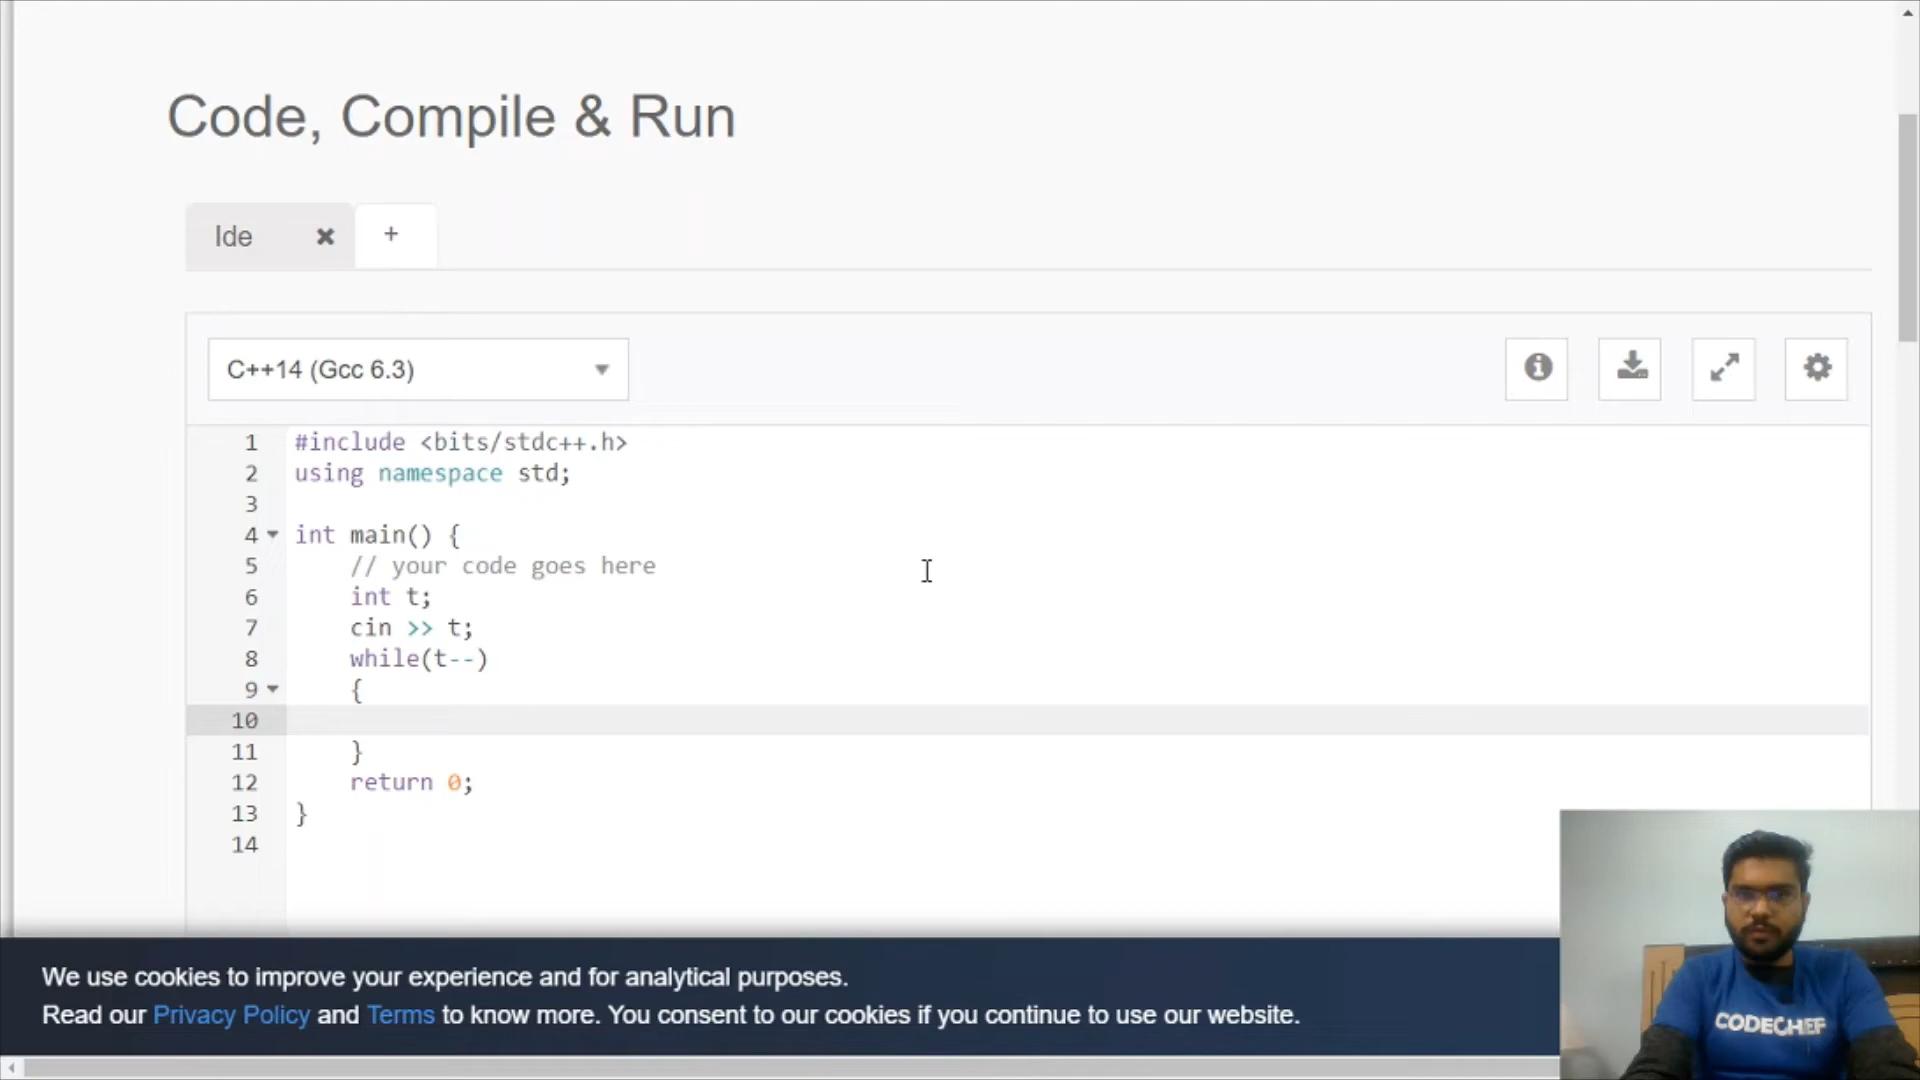 Code, Compile & Run
Ide ✖ +
C++14 (Gcc 6.3)
1 #include <bits/stdc++.h>
2 using namespace std;
3
4 int main() {
5 // your code goes here
6 int t;
7 cin >> t;
8 while(t--)
9 {
10
11 }
12 return 0;
13 }
14
We use cookies to improve your experience and for analytical purposes.
Read our Privacy Policy and Terms to know more. You consent to our cookies if you continue to use our website.
CODECHEF